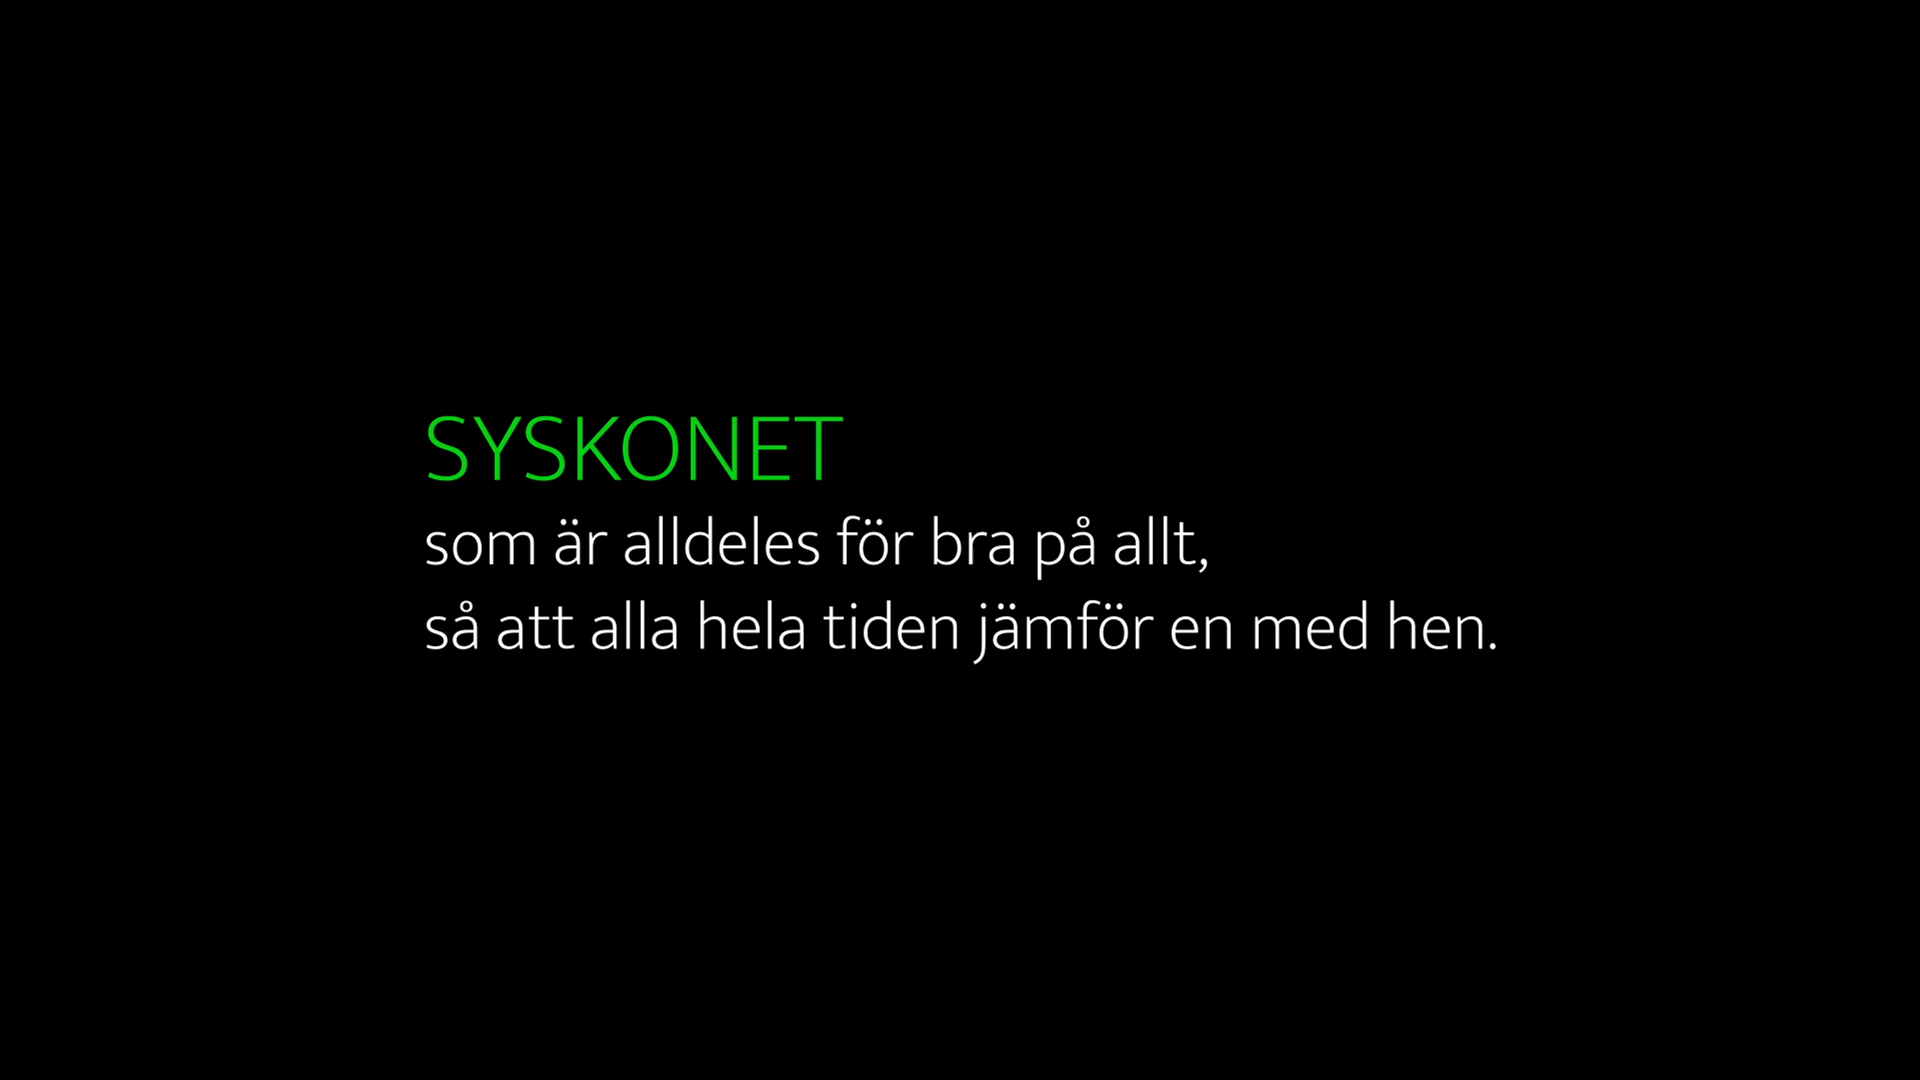 SYSKONET
som är alldeles för bra på allt,
så att alla hela tiden jämför en med hen.